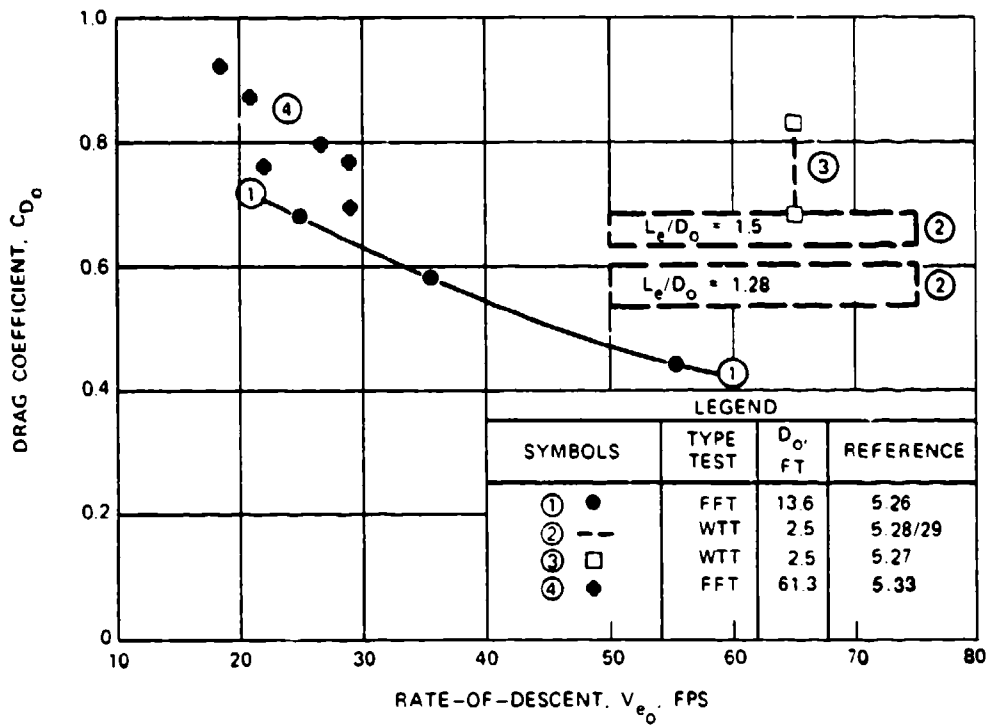 1.0
0.8
0.6
0.4
0.2
0
DRAG COEFFICIENT, C_{D_o}
④
①
③
L_e/D_o = 1.5
②
L_e/D_o = 1.28
②
①
LEGEND
SYMBOLS TYPE TEST D_o, FT REFERENCE
① ● FFT 13.6 5.26
② -- WTT 2.5 5.28/29
③ □ WTT 2.5 5.27
④ ◆ FFT 61.3 5.33
10 20 30 40 50 60 70 80
RATE-OF-DESCENT, V_{e_o}, FPS